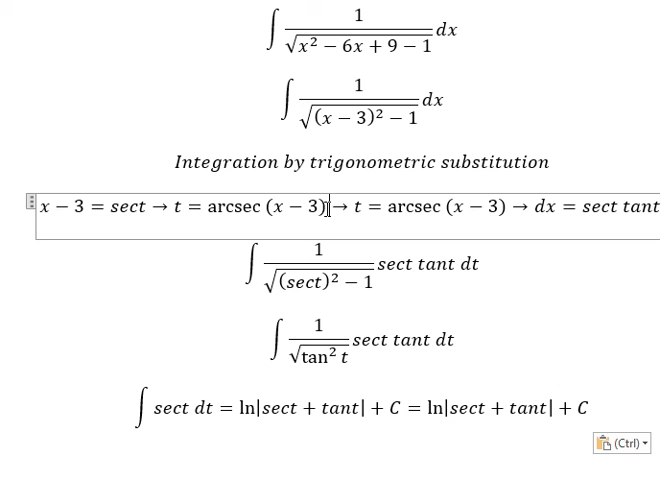 ∫ 1/√(x² − 6x + 9 − 1) dx
∫ 1/√((x − 3)² − 1) dx
Integration by trigonometric substitution
x − 3 = sect → t = arcsec (x − 3) → t = arcsec (x − 3) → dx = sect tant
∫ 1/√((sect)² − 1) sect tant dt
∫ 1/√(tan² t) sect tant dt
∫ sect dt = ln|sect + tant| + C = ln|sect + tant| + C
(Ctrl)